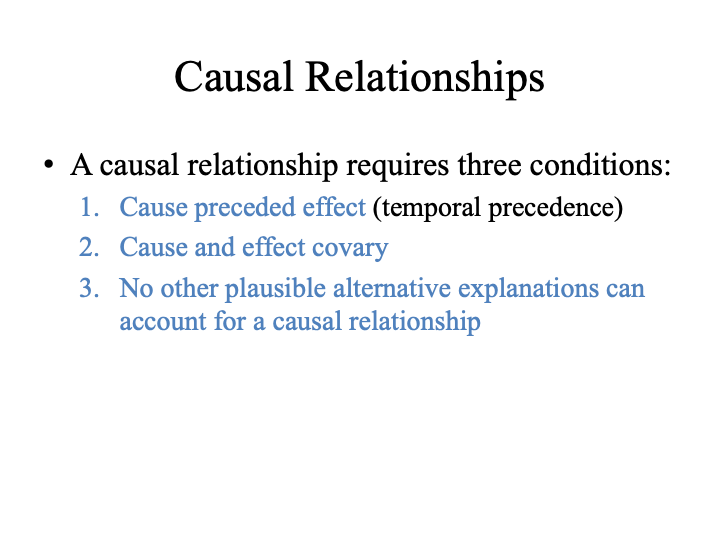 Causal Relationships
• A causal relationship requires three conditions:
1. Cause preceded effect (temporal precedence)
2. Cause and effect covary
3. No other plausible alternative explanations can
account for a causal relationship